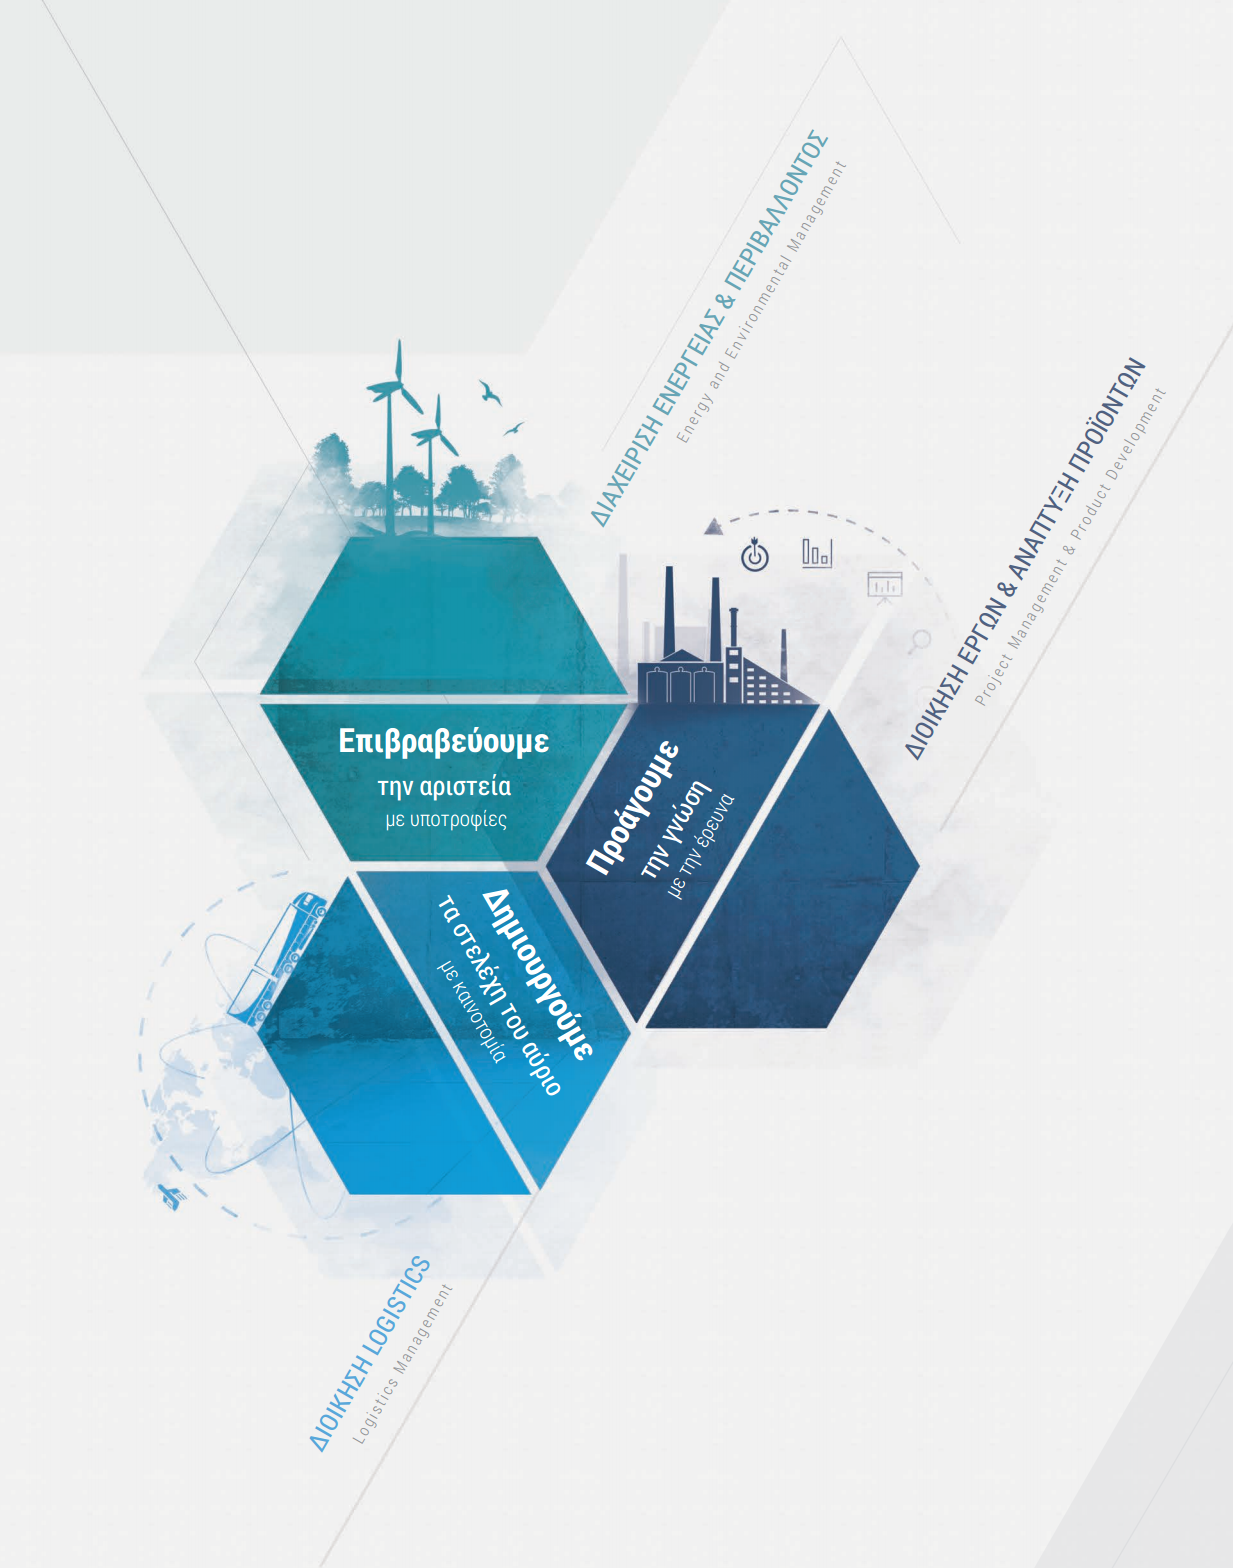 ΔΙΑΧΕΙΡΙΣΗ ΕΝΕΡΓΕΙΑΣ & ΠΕΡΙΒΑΛΛΟΝΤΟΣ
Energy and Environmental Management
ΔΙΟΙΚΗΣΗ ΕΡΓΩΝ & ΑΝΑΠΤΥΞΗ ΠΡΟΪΟΝΤΩΝ
Project Management & Product Development
Επιβραβεύουμε
την αριστεία
με υποτροφίες
Προάγουμε
την γνώση
με την έρευνα
Δημιουργούμε
τα στελέχη του αύριο
με καινοτομία
ΔΙΟΙΚΗΣΗ LOGISTICS
Logistics Management